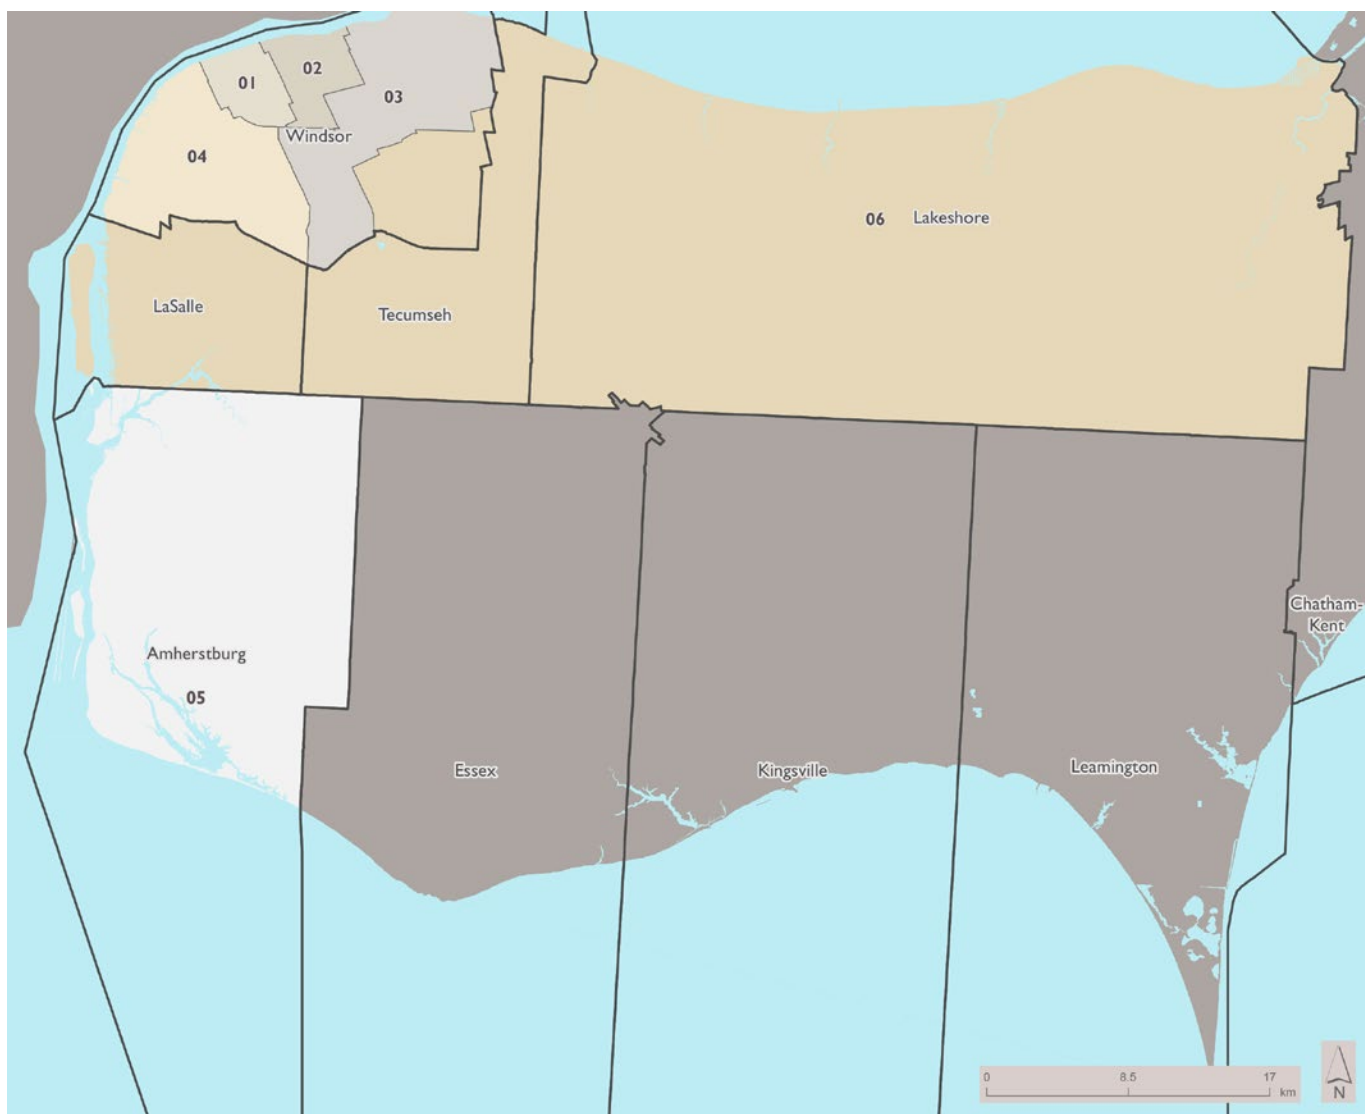 01
02
03
Windsor
04
06 Lakeshore
LaSalle
Tecumseh
Chatham-
Kent
Amherstburg
05
Essex
Kingsville
Leamington
0 8.5 17
km
N